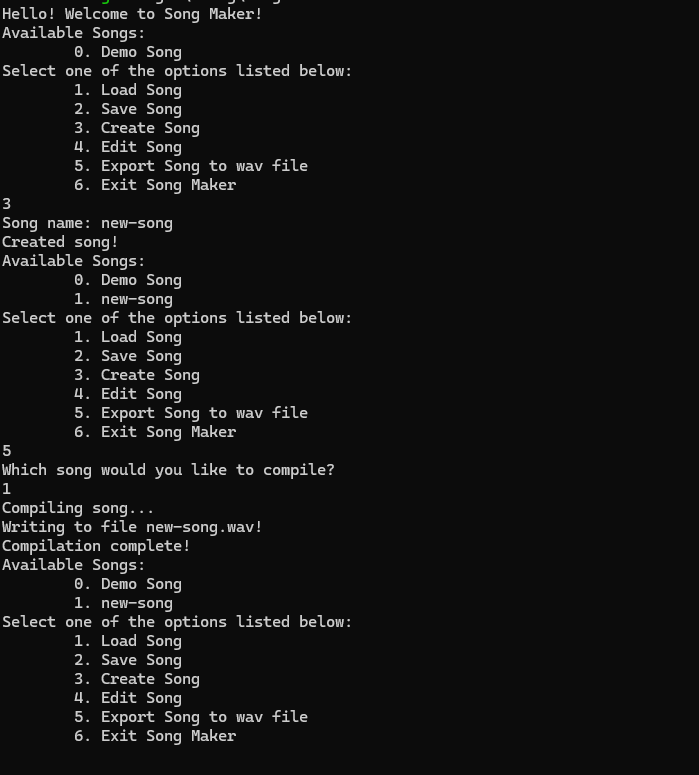 Hello! Welcome to Song Maker!
Available Songs:
0. Demo Song
Select one of the options listed below:
1. Load Song
2. Save Song
3. Create Song
4. Edit Song
5. Export Song to wav file
6. Exit Song Maker
3
Song name: new-song
Created song!
Available Songs:
0. Demo Song
1. new-song
Select one of the options listed below:
1. Load Song
2. Save Song
3. Create Song
4. Edit Song
5. Export Song to wav file
6. Exit Song Maker
5
Which song would you like to compile?
1
Compiling song...
Writing to file new-song.wav!
Compilation complete!
Available Songs:
0. Demo Song
1. new-song
Select one of the options listed below:
1. Load Song
2. Save Song
3. Create Song
4. Edit Song
5. Export Song to wav file
6. Exit Song Maker